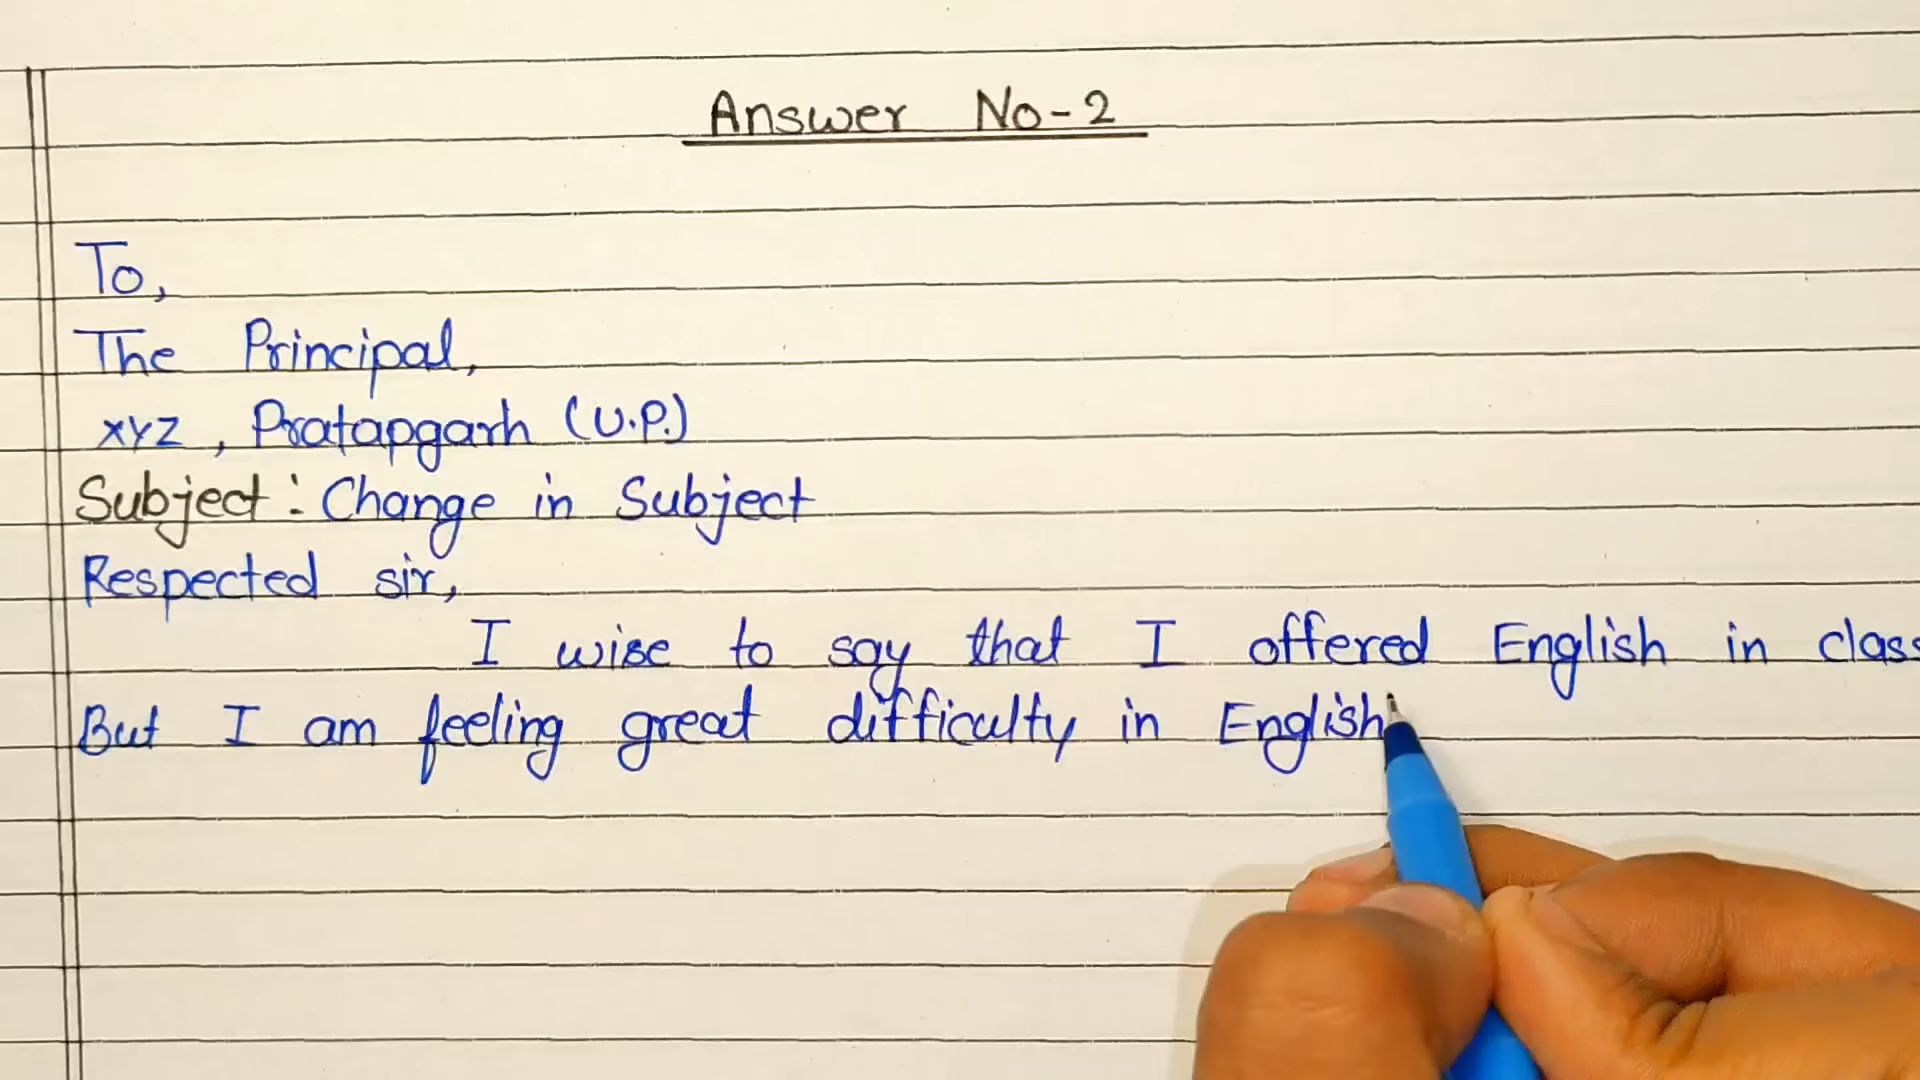 Answer No-2
To,
The Principal,
XYZ, Pratapgarh (U.P.)
Subject: Change in Subject
Respected sir,
I wise to say that I offered English in class
But I am feeling great difficulty in English